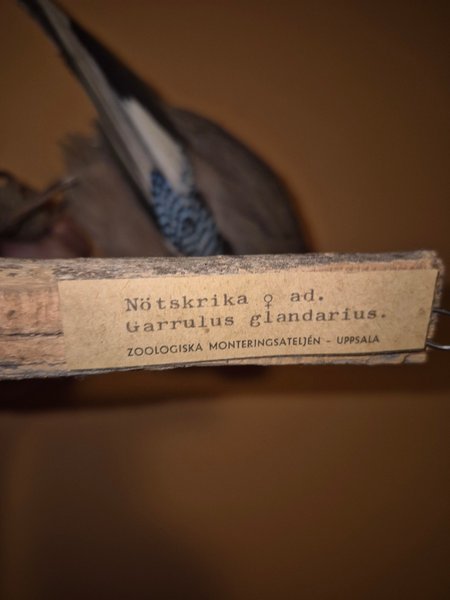 Nötskrika ♀ ad.
Garrulus glandarius.
ZOOLOGISKA MONTERINGSATELJÉN - UPPSALA